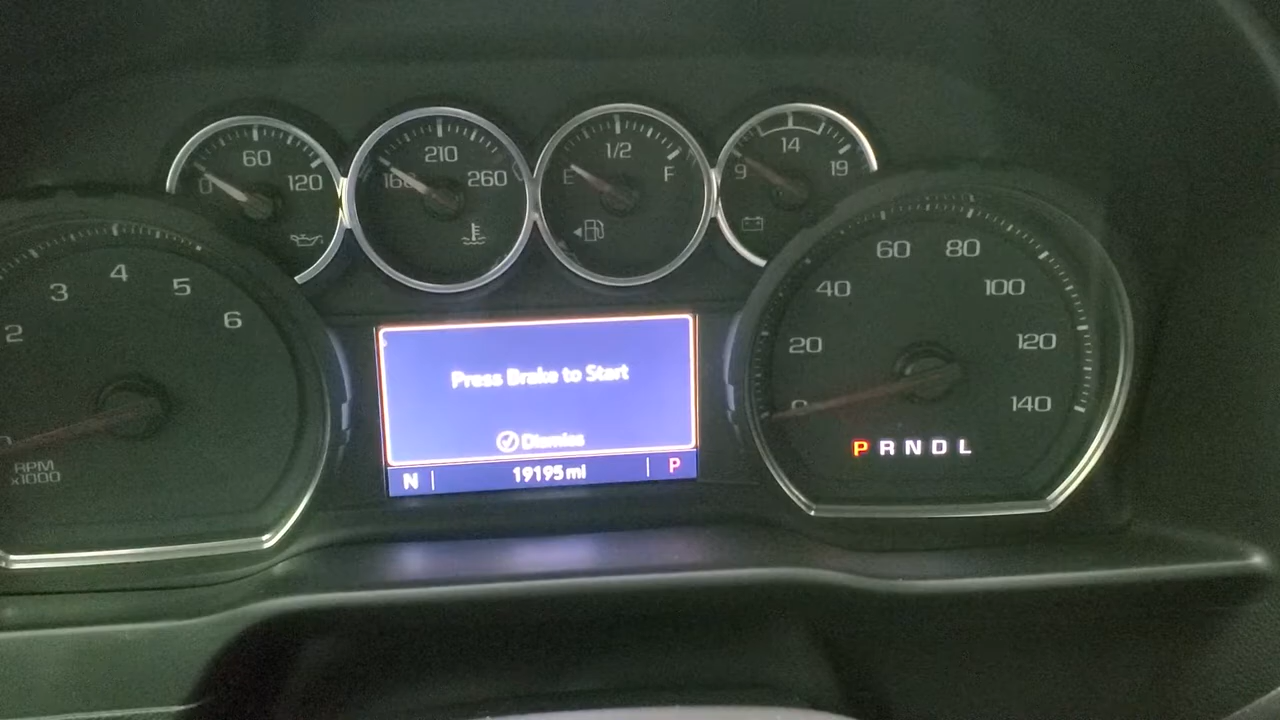 0 60 120
160 210 260
E 1/2 F
9 14 19
2 3 4 5 6
RPM
x1000
Press Brake to Start
Dismiss
N 19195 mi P
0 20 40 60 80 100 120 140
P R N D L